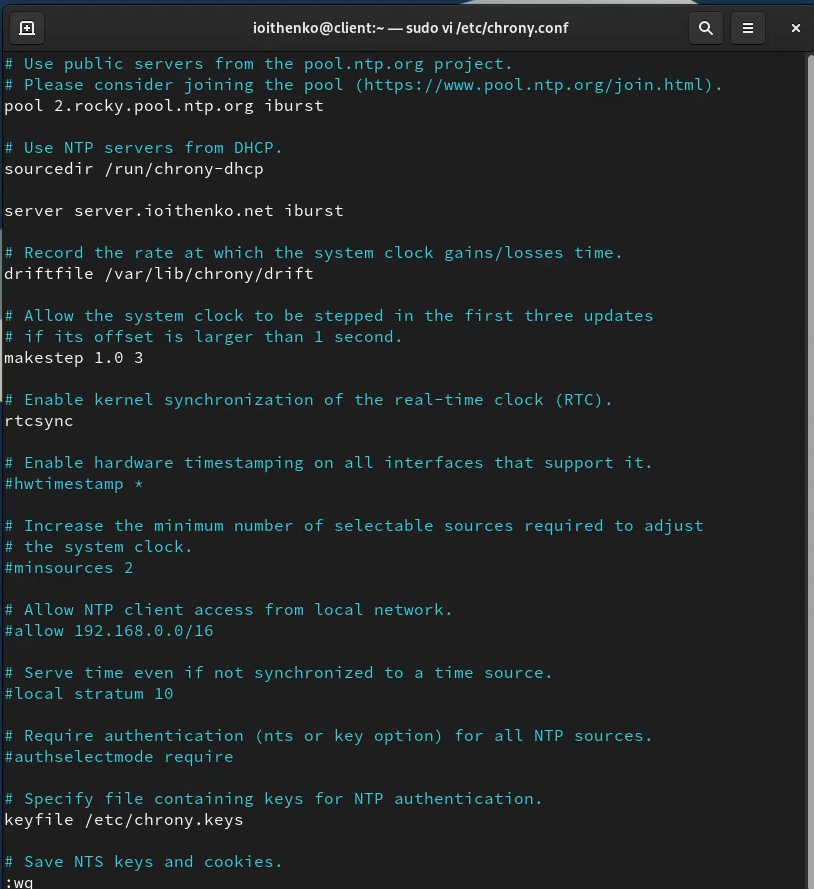 ioithenko@client:~ — sudo vi /etc/chrony.conf
# Use public servers from the pool.ntp.org project.
# Please consider joining the pool (https://www.pool.ntp.org/join.html).
pool 2.rocky.pool.ntp.org iburst
# Use NTP servers from DHCP.
sourcedir /run/chrony-dhcp
server server.ioithenko.net iburst
# Record the rate at which the system clock gains/losses time.
driftfile /var/lib/chrony/drift
# Allow the system clock to be stepped in the first three updates
# if its offset is larger than 1 second.
makestep 1.0 3
# Enable kernel synchronization of the real-time clock (RTC).
rtcsync
# Enable hardware timestamping on all interfaces that support it.
#hwtimestamp *
# Increase the minimum number of selectable sources required to adjust
# the system clock.
#minsources 2
# Allow NTP client access from local network.
#allow 192.168.0.0/16
# Serve time even if not synchronized to a time source.
#local stratum 10
# Require authentication (nts or key option) for all NTP sources.
#authselectmode require
# Specify file containing keys for NTP authentication.
keyfile /etc/chrony.keys
# Save NTS keys and cookies.
:wq